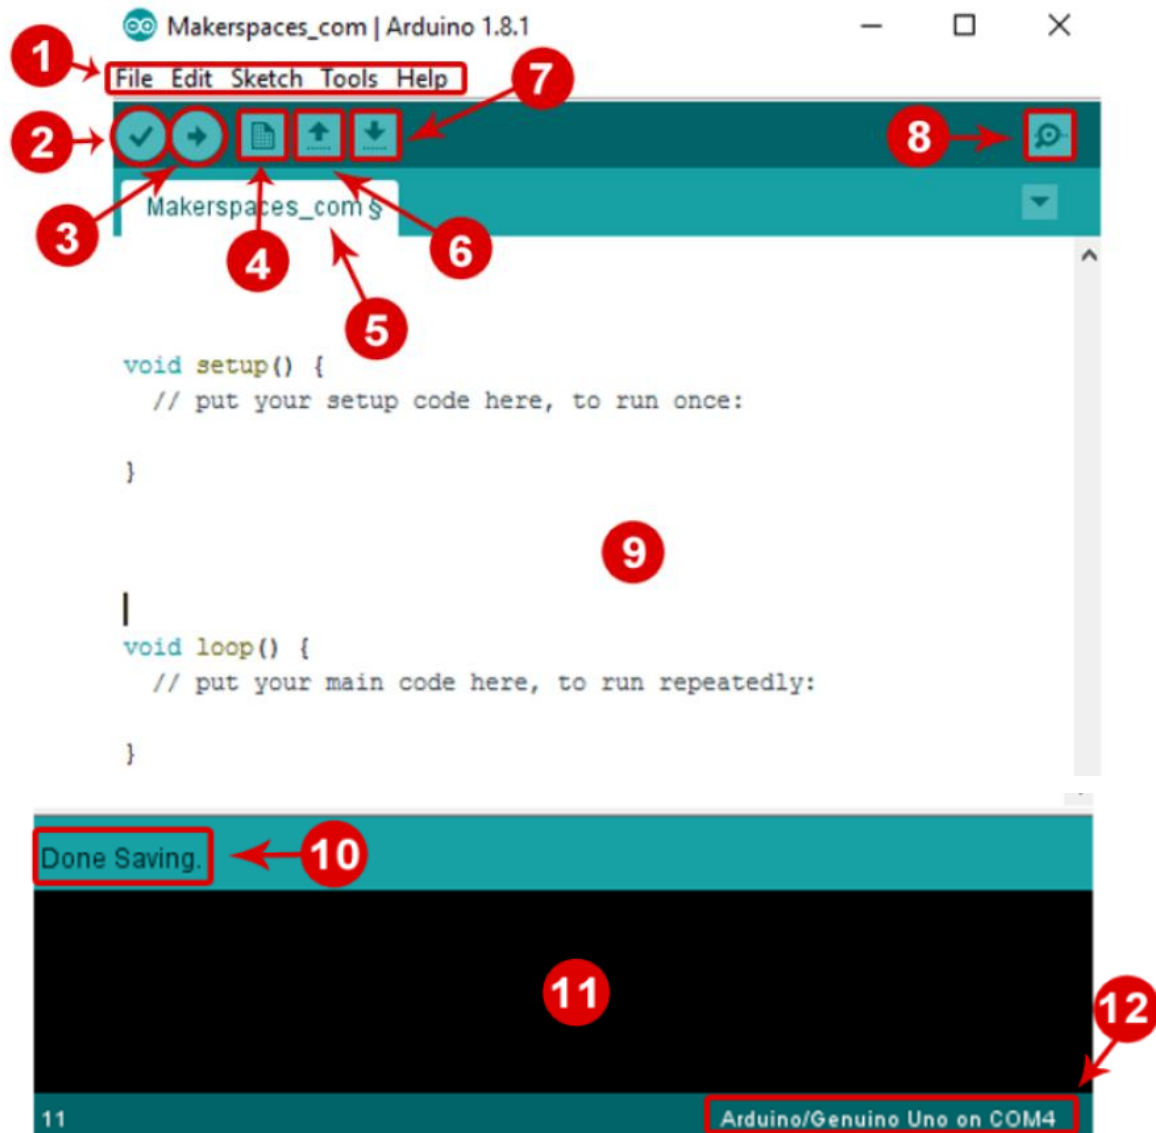 Makerspaces_com | Arduino 1.8.1
1
File Edit Sketch Tools Help
7
2
8
Makerspaces_com §
3
4
6
5
void setup() {
// put your setup code here, to run once:
}
9
void loop() {
// put your main code here, to run repeatedly:
}
Done Saving.
10
11
12
11
Arduino/Genuino Uno on COM4